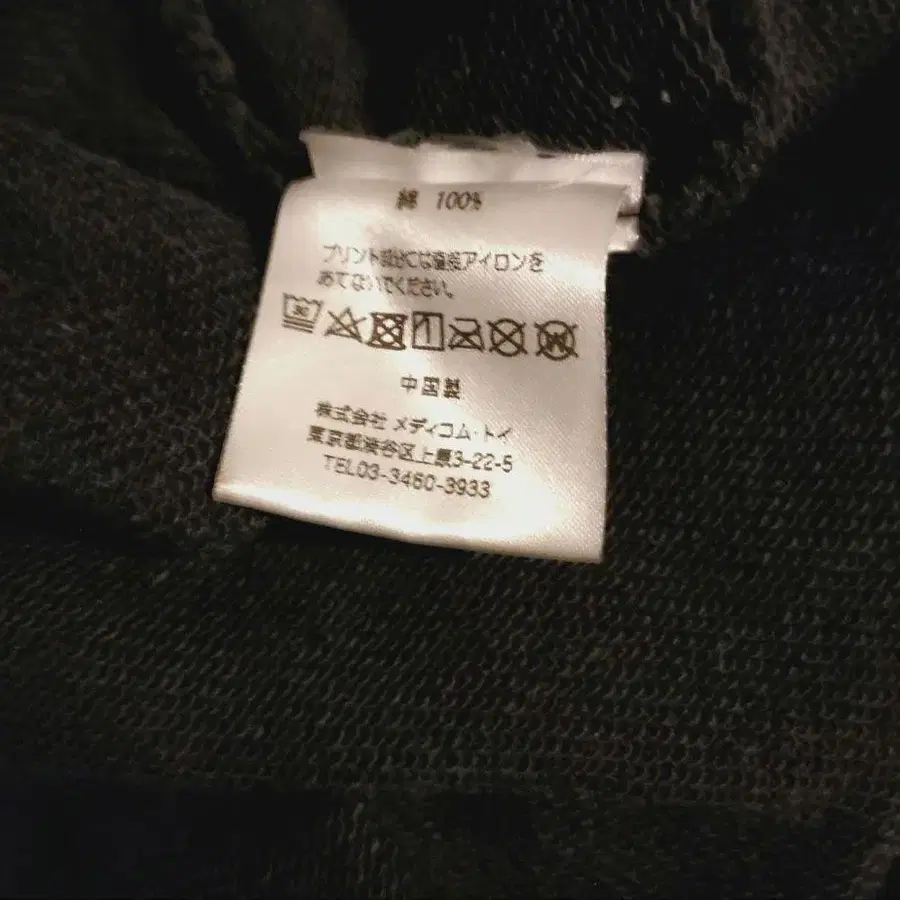 綿 100%
プリント部分には直接アイロンを
あてないでください。
30
W
中国製
株式会社 メディコム・トイ
東京都渋谷区上原3-22-5
TEL03-3460-3933